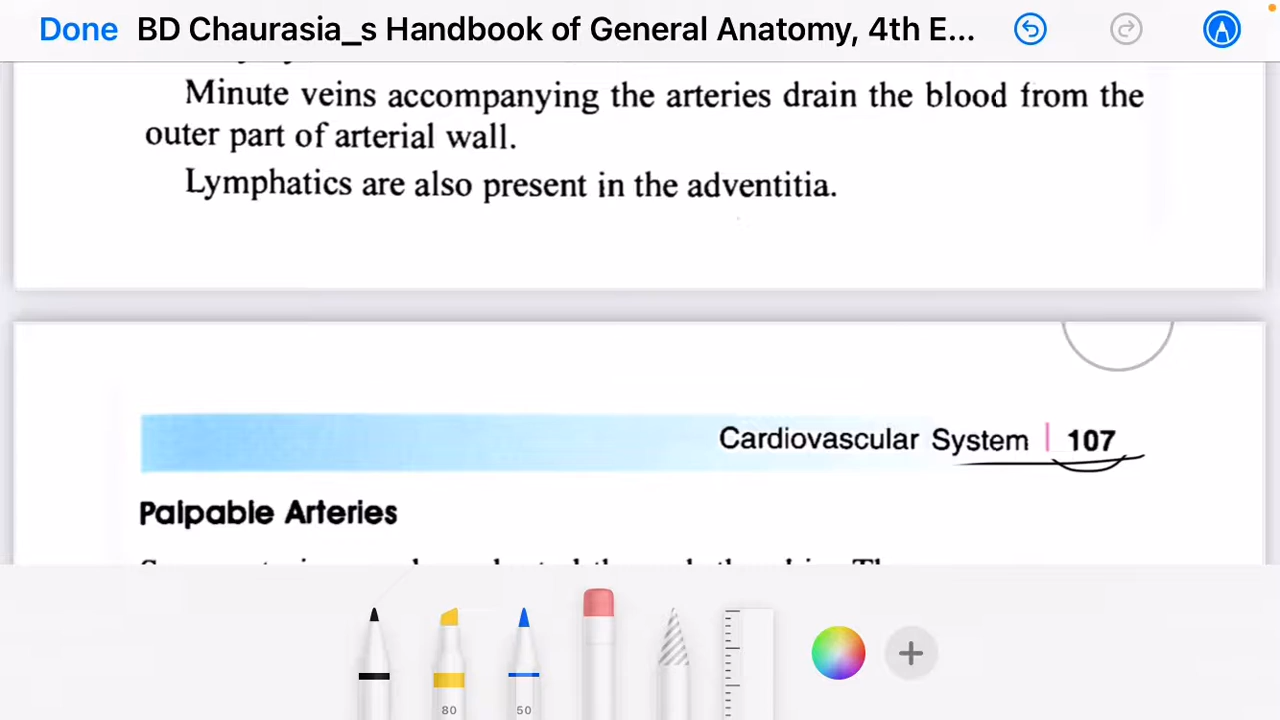 Done BD Chaurasia_s Handbook of General Anatomy, 4th E...
Minute veins accompanying the arteries drain the blood from the
outer part of arterial wall.
Lymphatics are also present in the adventitia.
Cardiovascular System | 107
Palpable Arteries
80 50